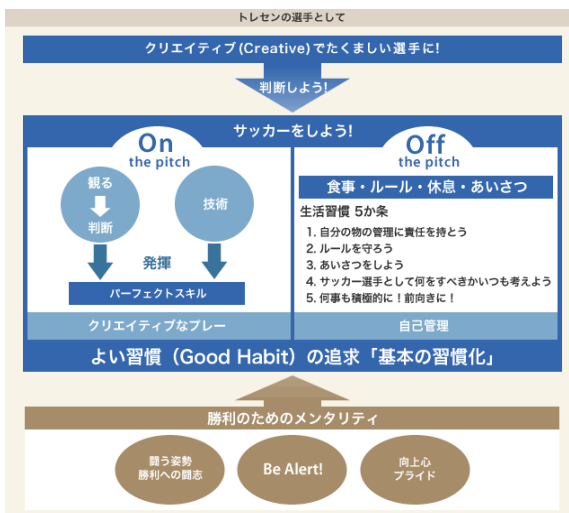 トレセンの選手として
クリエイティブ(Creative)でたくましい選手に!
判断しよう!
サッカーをしよう!
On
the pitch
観る
判断
技術
発揮
パーフェクトスキル
クリエイティブなプレー
Off
the pitch
食事・ルール・休息・あいさつ
生活習慣 5か条
1. 自分の物の管理に責任を持とう
2. ルールを守ろう
3. あいさつをしよう
4. サッカー選手として何をすべきかいつも考えよう
5. 何事も積極的に!前向きに!
自己管理
よい習慣(Good Habit)の追求「基本の習慣化」
勝利のためのメンタリティ
闘う姿勢
勝利への闘志
Be Alert!
向上心
プライド